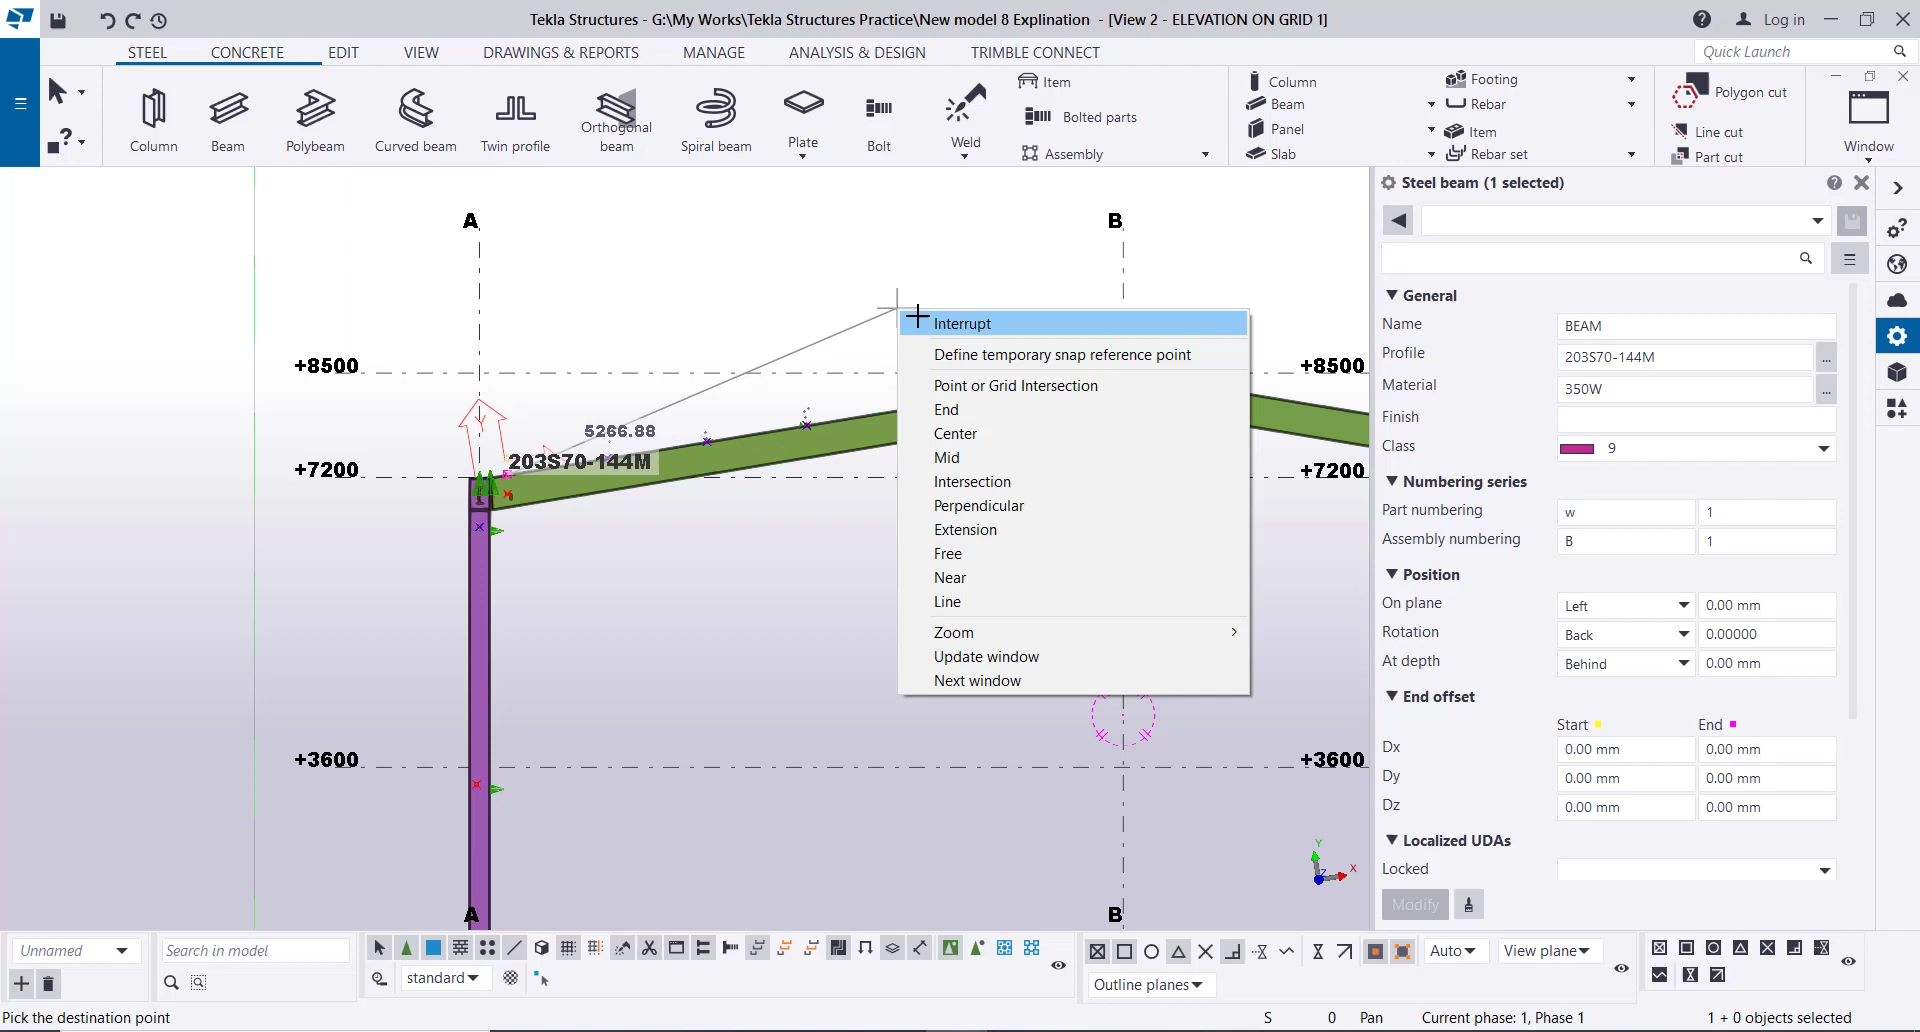 Tekla Structures - G:\My Works\Tekla Structures Practice\New model 8 Explination - [View 2 - ELEVATION ON GRID 1]
Log in
STEEL
CONCRETE
EDIT
VIEW
DRAWINGS & REPORTS
MANAGE
ANALYSIS & DESIGN
TRIMBLE CONNECT
Quick Launch
Column
Beam
Polybeam
Curved beam
Twin profile
Orthogonal
beam
Spiral beam
Plate
Bolt
Weld
Item
Bolted parts
Assembly
Column
Beam
Panel
Slab
Footing
Rebar
Item
Rebar set
Polygon cut
Line cut
Part cut
Window
A
B
+8500
+8500
+7200
+7200
+3600
+3600
Y
5266.88
203S70-144M
A
B
Y
X
Z
Interrupt
Define temporary snap reference point
Point or Grid Intersection
End
Center
Mid
Intersection
Perpendicular
Extension
Free
Near
Line
Zoom
Update window
Next window
Steel beam (1 selected)
General
Name
BEAM
Profile
203S70-144M
...
Material
350W
...
Finish
Class
9
Numbering series
Part numbering
w
1
Assembly numbering
B
1
Position
On plane
Left
0.00 mm
Rotation
Back
0.00000
At depth
Behind
0.00 mm
End offset
Start
End
Dx
0.00 mm
0.00 mm
Dy
0.00 mm
0.00 mm
Dz
0.00 mm
0.00 mm
Localized UDAs
Locked
Modify
Unnamed
Search in model
standard
Auto
View plane
Outline planes
Pick the destination point
S
0
Pan
Current phase: 1, Phase 1
1 + 0 objects selected